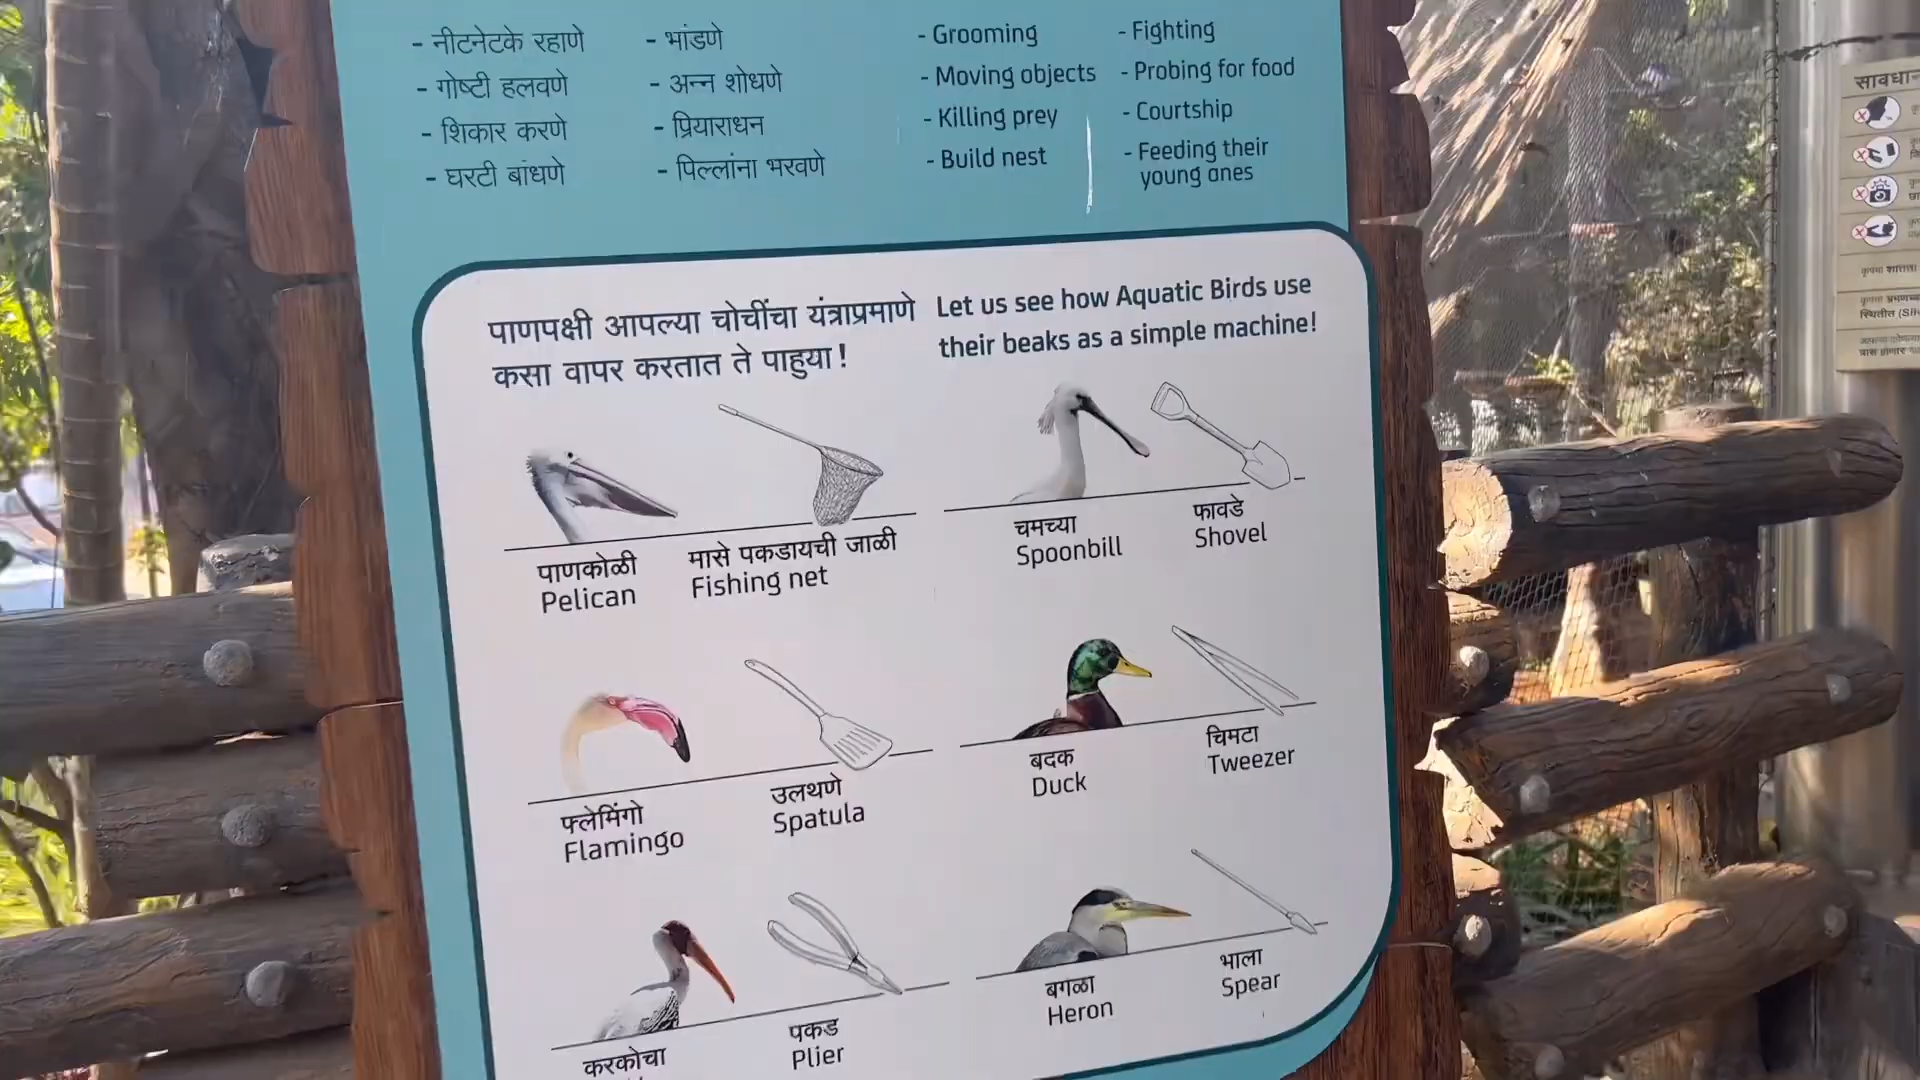 - नीटनेटके रहाणे
- गोष्टी हलवणे
- शिकार करणे
- घरटी बांधणे
- भांडणे
- अन्न शोधणे
- प्रियाराधन
- पिल्लांना भरवणे
- Grooming
- Moving objects
- Killing prey
- Build nest
- Fighting
- Probing for food
- Courtship
- Feeding their
young ones
पाणपक्षी आपल्या चोचींचा यंत्राप्रमाणे
कसा वापर करतात ते पाहुया!
Let us see how Aquatic Birds use
their beaks as a simple machine!
पाणकोळी
Pelican
मासे पकडायची जाळी
Fishing net
चमच्या
Spoonbill
फावडे
Shovel
फ्लेमिंगो
Flamingo
उलथणे
Spatula
बदक
Duck
चिमटा
Tweezer
करकोचा
पकड
Plier
बगळा
Heron
भाला
Spear
सावधान